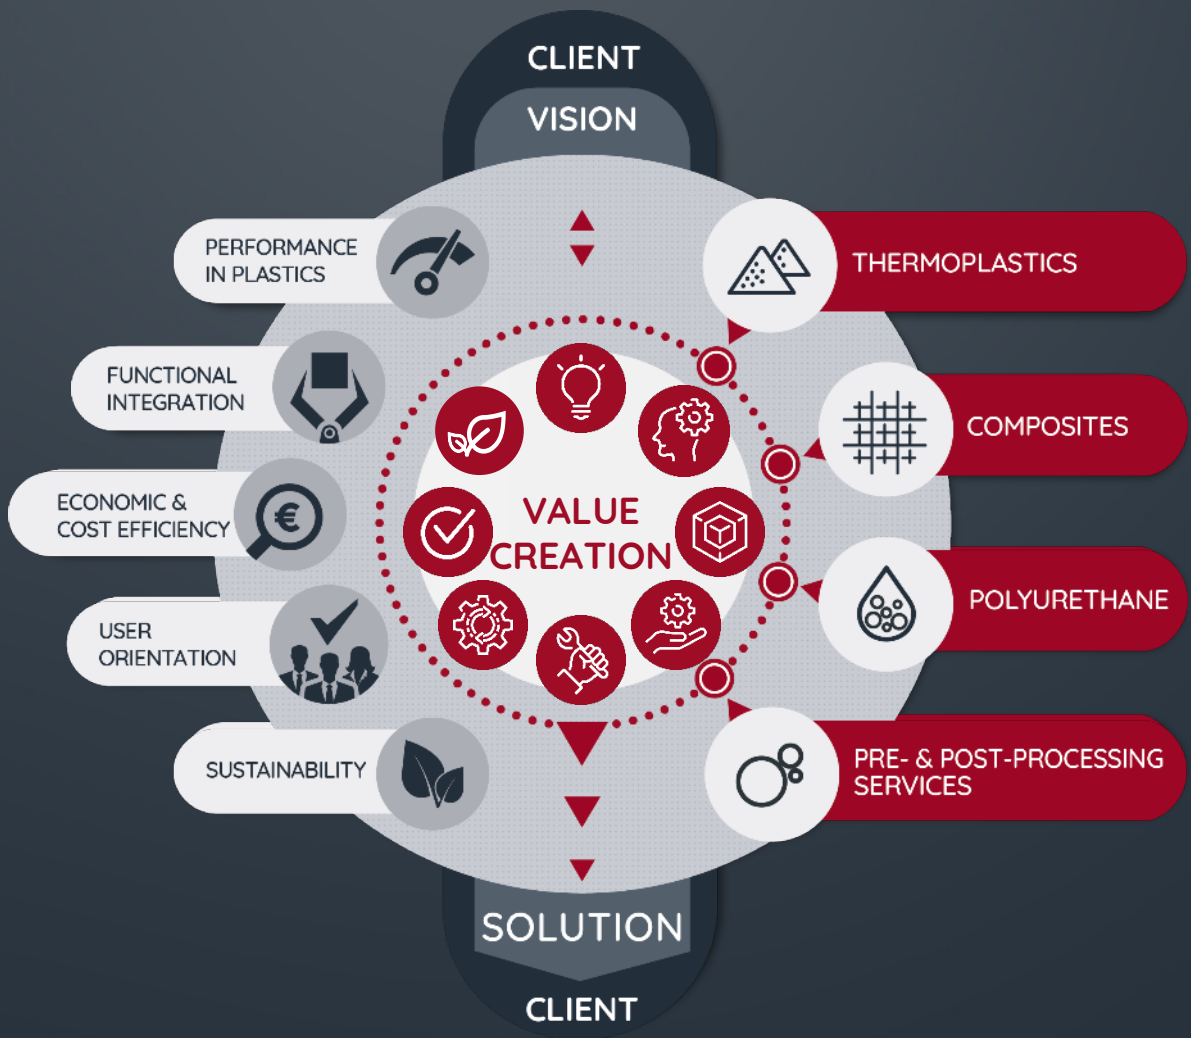 CLIENT
VISION
PERFORMANCE
IN PLASTICS
FUNCTIONAL
INTEGRATION
ECONOMIC &
COST EFFICIENCY
€
USER
ORIENTATION
SUSTAINABILITY
VALUE
CREATION
THERMOPLASTICS
COMPOSITES
POLYURETHANE
PRE- & POST-PROCESSING
SERVICES
SOLUTION
CLIENT